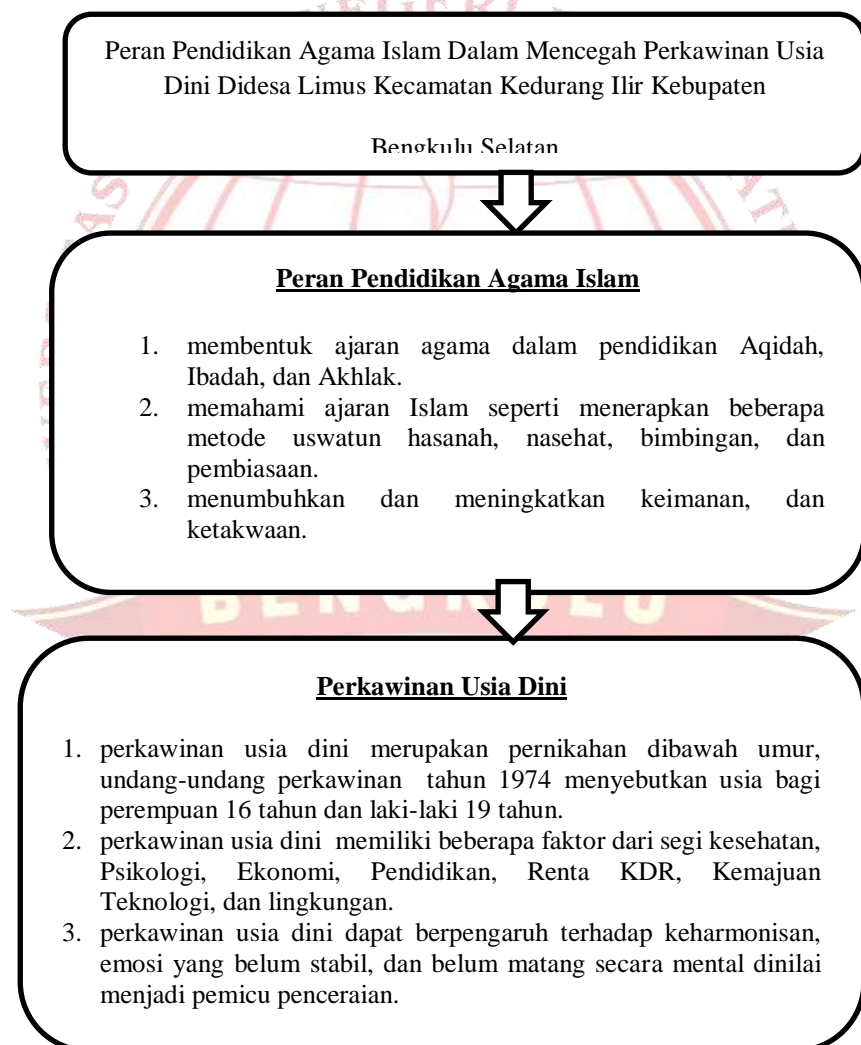 Peran Pendidikan Agama Islam Dalam Mencegah Perkawinan Usia
Dini Didesa Limus Kecamatan Kedurang Ilir Kebupaten
Bengkulu Selatan
Peran Pendidikan Agama Islam
1. membentuk ajaran agama dalam pendidikan Aqidah,
Ibadah, dan Akhlak.
2. memahami ajaran Islam seperti menerapkan beberapa
metode uswatun hasanah, nasehat, bimbingan, dan
pembiasaan.
3. menumbuhkan dan meningkatkan keimanan, dan
ketakwaan.
BENGKULU
Perkawinan Usia Dini
1. perkawinan usia dini merupakan pernikahan dibawah umur,
undang-undang perkawinan tahun 1974 menyebutkan usia bagi
perempuan 16 tahun dan laki-laki 19 tahun.
2. perkawinan usia dini memiliki beberapa faktor dari segi kesehatan,
Psikologi, Ekonomi, Pendidikan, Renta KDR, Kemajuan
Teknologi, dan lingkungan.
3. perkawinan usia dini dapat berpengaruh terhadap keharmonisan,
emosi yang belum stabil, dan belum matang secara mental dinilai
menjadi pemicu penceraian.